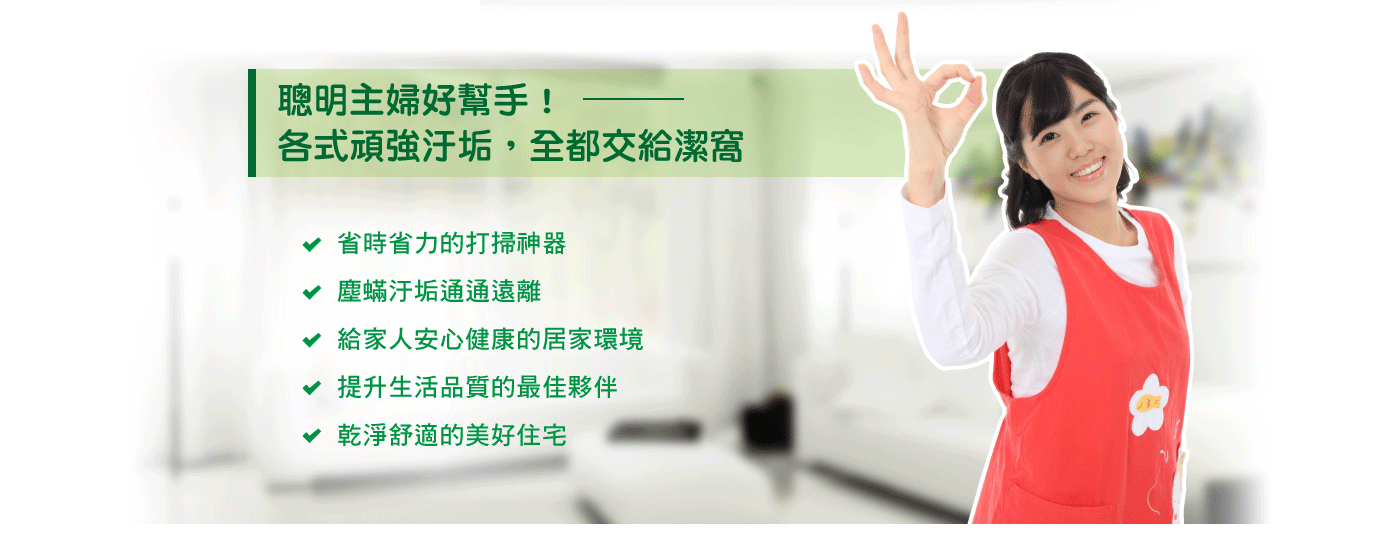 聰明主婦好幫手！
各式頑強汙垢，全都交給潔窩
省時省力的打掃神器
塵蟎汙垢通通遠離
給家人安心健康的居家環境
提升生活品質的最佳夥伴
乾淨舒適的美好住宅